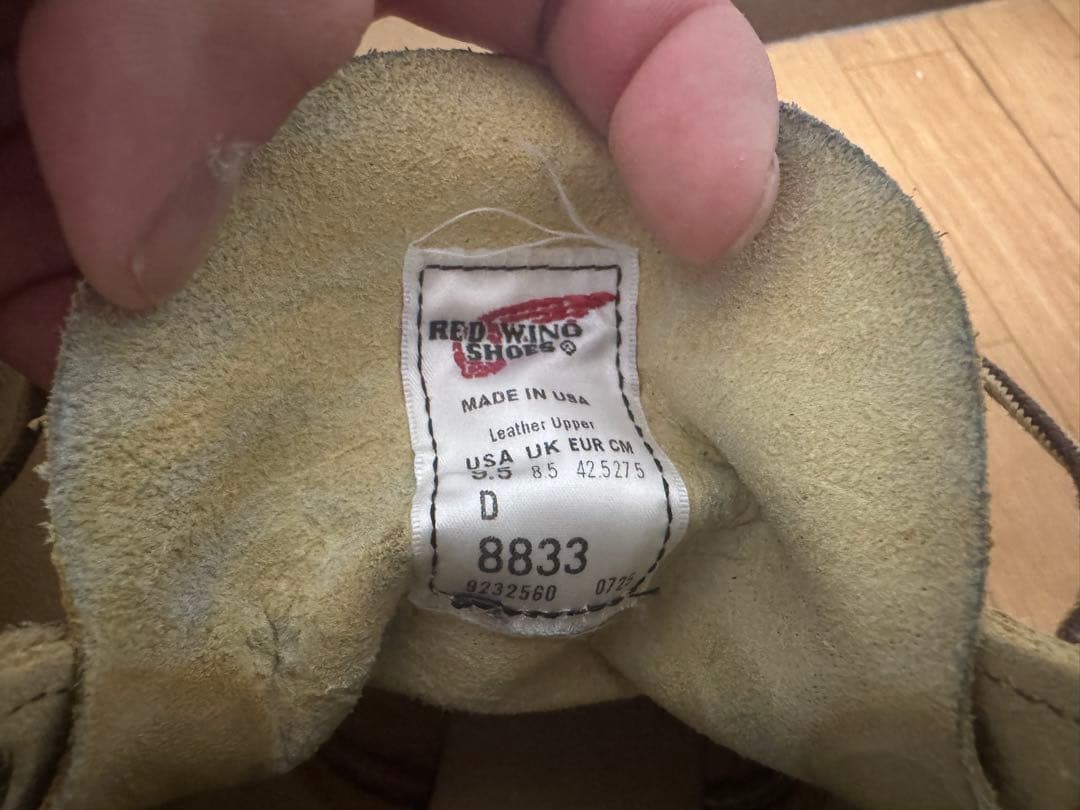 RED WING
SHOES®
MADE IN USA
Leather Upper
USA UK EUR CM
9.5 8.5 42.5 27.5
D
8833
9232560